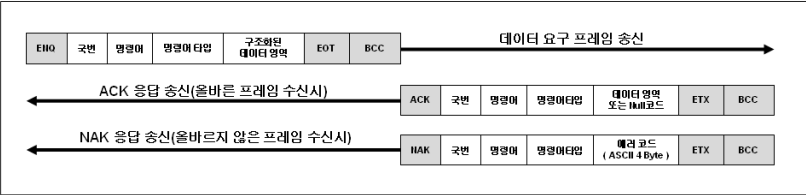 ENQ 국번 명령어 명령어 타입 구조화된 데이터 영역 EOT BCC 데이터 요구 프레임 송신
ACK 응답 송신(올바른 프레임 수신시) ACK 국번 명령어 명령어타입 데이터 영역 또는 Null코드 ETX BCC
NAK 응답 송신(올바르지 않은 프레임 수신시) NAK 국번 명령어 명령어타입 에러 코드 ( ASCII 4 Byte ) ETX BCC